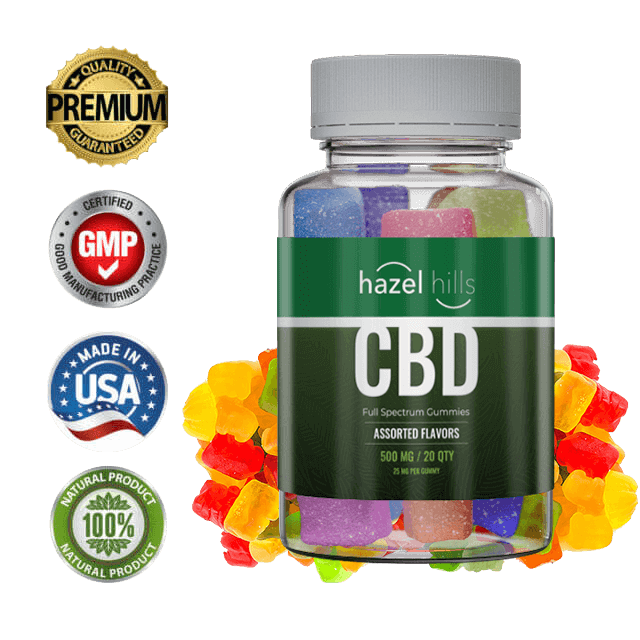 QUALITY
PREMIUM
GUARANTEED
CERTIFIED
GMP
GOOD MANUFACTURING PRACTICE
MADE IN
USA
NATURAL PRODUCT
100%
NATURAL PRODUCT
hazel hills
CBD
Full Spectrum Gummies
ASSORTED FLAVORS
500 MG / 20 QTY
25 MG PER GUMMY